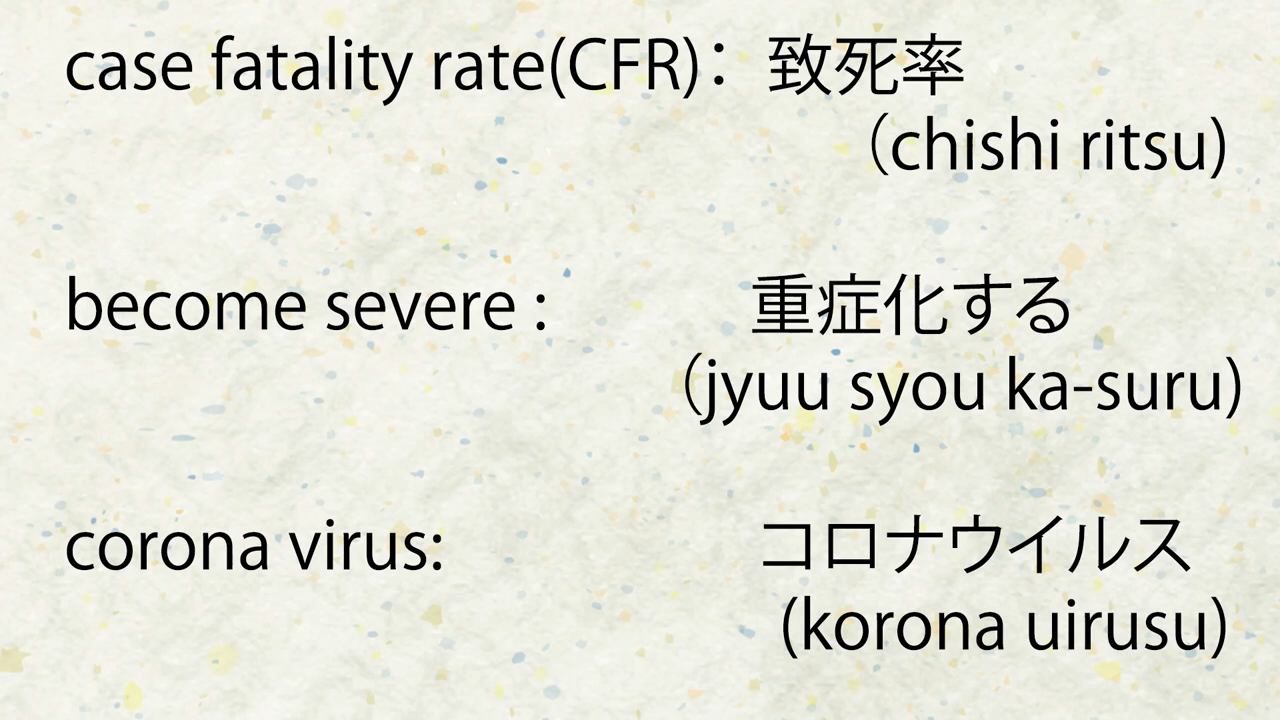 case fatality rate(CFR)： 致死率
（chishi ritsu)
become severe : 重症化する
（jyuu syou ka-suru)
corona virus: コロナウイルス
(korona uirusu)